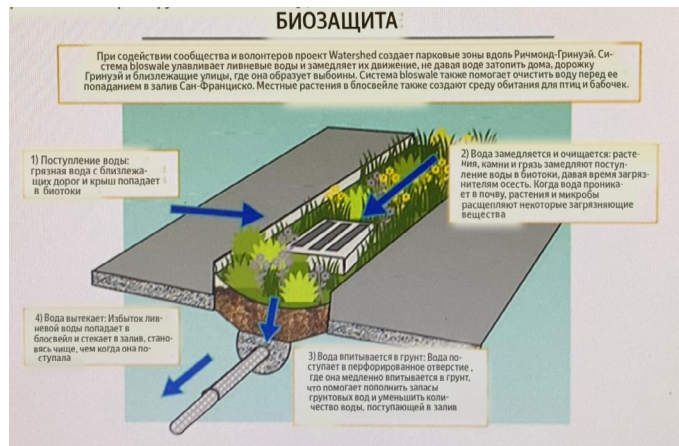 БИОЗАЩИТА
При содействии сообщества и волонтеров проект Watershed создает парковые зоны вдоль Ричмонд-Гринуэй. Си-
стема bloswale улавливает ливневые воды и замедляет их движение, не давая воде затопить дома, дорожку
Гринуэй и близлежащие улицы, где она образует выбоины. Система bloswale также помогает очистить воду перед ее
попаданием в залив Сан-Франциско. Местные растения в блосвейле также создают среду обитания для птиц и бабочек.
1) Поступление воды:
грязная вода с близлежа-
щих дорог и крыш попадает
в биотоки
2) Вода замедляется и очищается: расте-
ния, камни и грязь замедляют поступ-
ление воды в биотоки, давая время загряз-
нителям осесть. Когда вода проника-
ет в почву, растения и микробы
расщепляют некоторые загрязняющие
вещества
4) Вода вытекает: Избыток лив-
невой воды попадает в
блосвейл и стекает в залив, стано-
вясь чище, чем когда она по-
ступала
3) Вода впитывается в грунт: Вода по-
ступает в перфорированное отверстие ,
где она медленно впитывается в грунт,
что помогает пополнить запасы
грунтовых вод и уменьшить коли-
чество воды, поступающей в залив